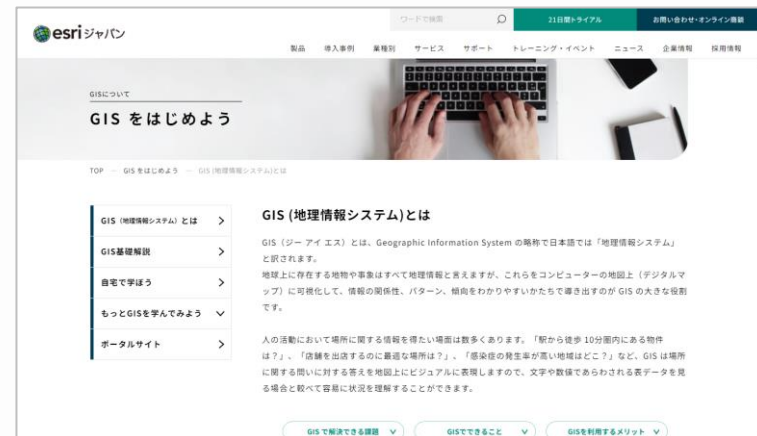 esri ジャパン
ワードで検索
21日間トライアル
お問い合わせ・オンライン商談
製品 導入事例 業種別 サービス サポート トレーニング・イベント ニュース 企業情報 採用情報
GISについて
GIS をはじめよう
TOP — GIS をはじめよう — GIS (地理情報システム)とは
GIS（地理情報システム）とは
GIS基礎解説
自宅で学ぼう
もっとGISを学んでみよう
ポータルサイト
GIS (地理情報システム)とは
GIS（ジー アイ エス）とは、Geographic Information System の略称で日本語では「地理情報システム」
と訳されます。
地球上に存在する地物や事象はすべて地理情報と言えますが、これらをコンピューターの地図上（デジタルマ
ップ）に可視化して、情報の関係性、パターン、傾向をわかりやすいかたちで導き出すのが GIS の大きな役割
です。
人の活動において場所に関する情報を得たい場面は数多くあります。「駅から徒歩 10分圏内にある物件
は？」、「店舗を出店するのに最適な場所は？」、「感染症の発生率が高い地域はどこ？」など、GIS は場所
に関する問いに対する答えを地図上にビジュアルに表現しますので、文字や数値であらわされる表データを見
る場合と較べて容易に状況を理解することができます。
GIS で解決できる課題
GISでできること
GISを利用するメリット